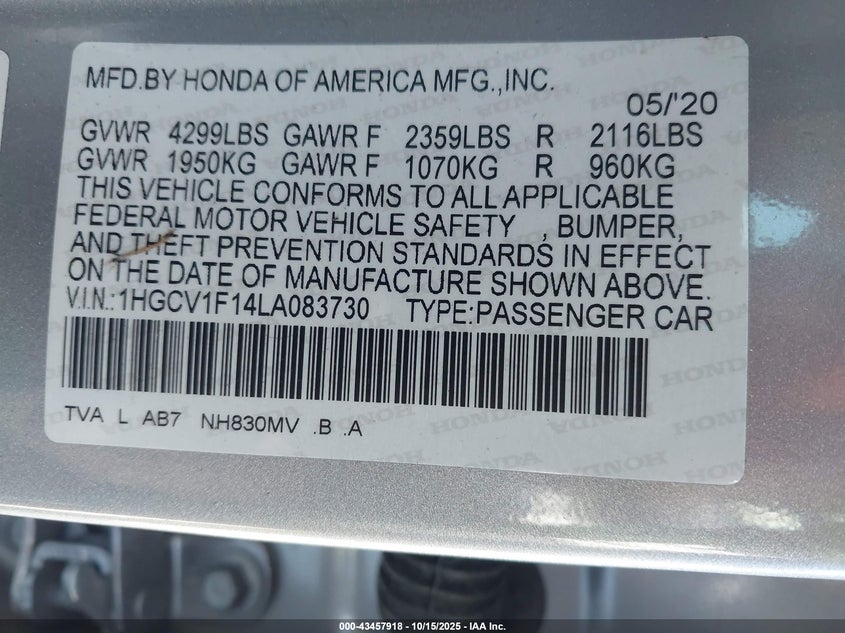 MFD.BY HONDA OF AMERICA MFG.,INC.
05/'20
GVWR 4299LBS GAWR F 2359LBS R 2116LBS
GVWR 1950KG GAWR F 1070KG R 960KG
THIS VEHICLE CONFORMS TO ALL APPLICABLE
FEDERAL MOTOR VEHICLE SAFETY , BUMPER,
AND THEFT PREVENTION STANDARDS IN EFFECT
ON THE DATE OF MANUFACTURE SHOWN ABOVE.
V.I.N.:1HGCV1F14LA083730 TYPE:PASSENGER CAR
TVA L AB7 NH830MV .B .A
000-43457918 - 10/15/2025 - IAA Inc.